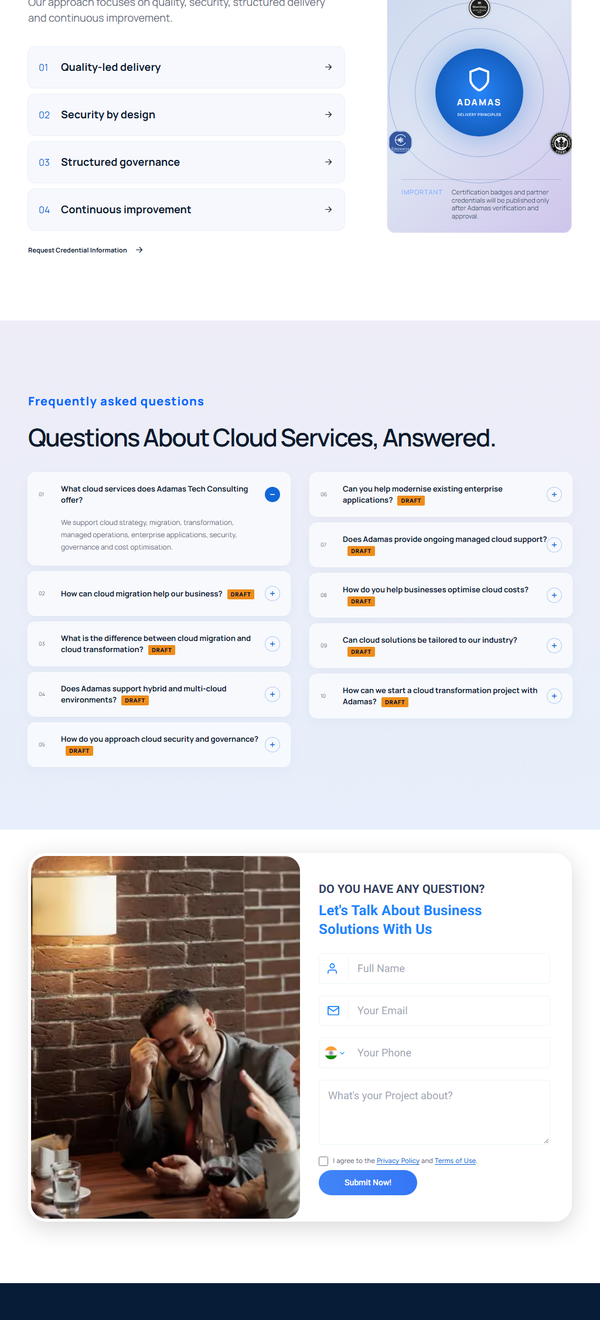 Our approach focuses on quality, security, structured delivery
and continuous improvement.
01 Quality-led delivery
02 Security by design
03 Structured governance
04 Continuous improvement
Request Credential Information
ADAMAS
DELIVERY PRINCIPLES
IMPORTANT
Certification badges and partner
credentials will be published only
after Adamas verification and
approval.
Frequently asked questions
Questions About Cloud Services, Answered.
01 What cloud services does Adamas Tech Consulting
offer?
We support cloud strategy, migration, transformation,
managed operations, enterprise applications, security,
governance and cost optimisation.
02 How can cloud migration help our business? DRAFT
03 What is the difference between cloud migration and
cloud transformation? DRAFT
04 Does Adamas support hybrid and multi-cloud
environments? DRAFT
05 How do you approach cloud security and governance?
DRAFT
06 Can you help modernise existing enterprise
applications? DRAFT
07 Does Adamas provide ongoing managed cloud support?
DRAFT
08 How do you help businesses optimise cloud costs?
DRAFT
09 Can cloud solutions be tailored to our industry?
DRAFT
10 How can we start a cloud transformation project with
Adamas? DRAFT
DO YOU HAVE ANY QUESTION?
Let's Talk About Business
Solutions With Us
Full Name
Your Email
Your Phone
What's your Project about?
I agree to the Privacy Policy and Terms of Use.
Submit Now!